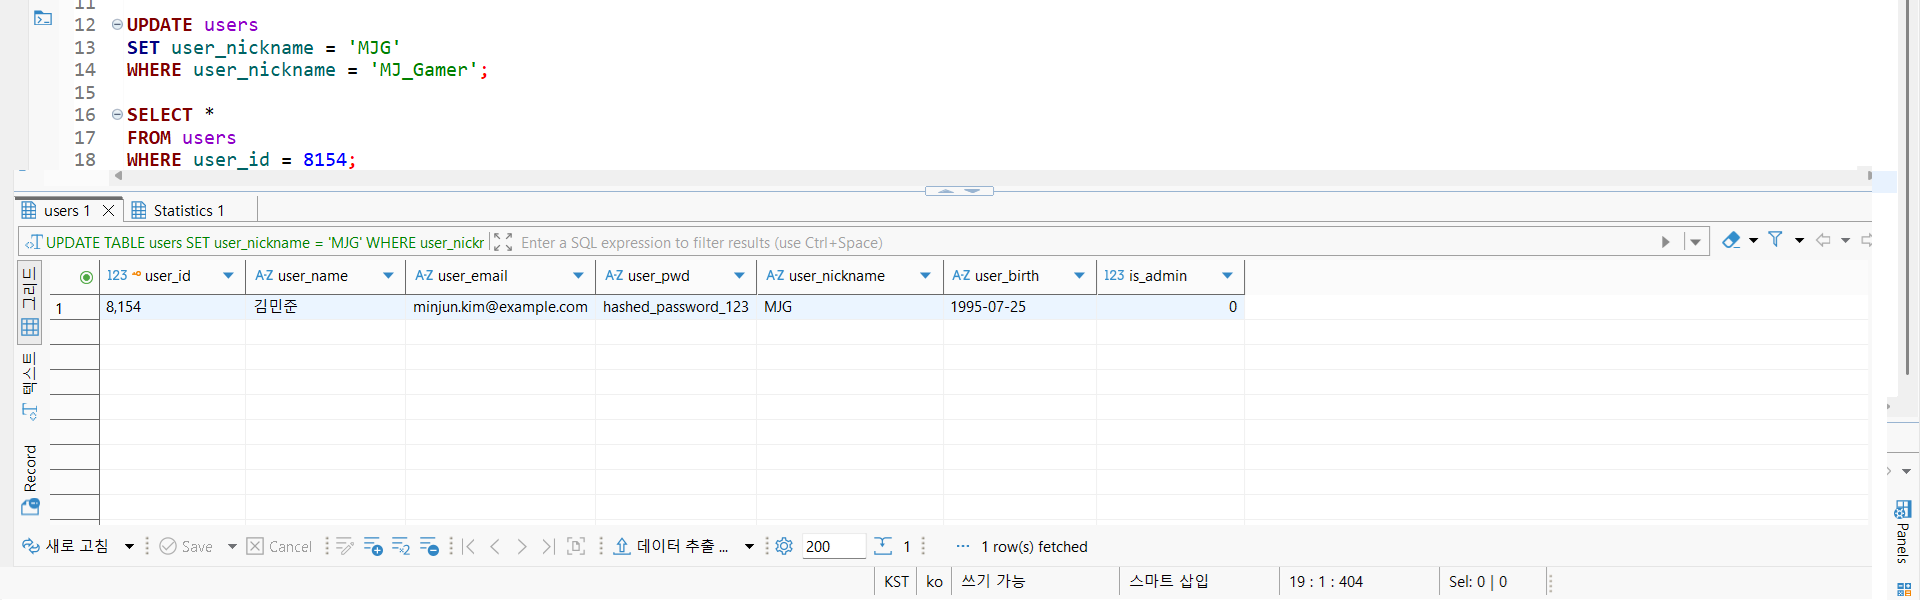 11
12 UPDATE users
13 SET user_nickname = 'MJG'
14 WHERE user_nickname = 'MJ_Gamer';
15
16 SELECT *
17 FROM users
18 WHERE user_id = 8154;
users 1 Statistics 1
UPDATE TABLE users SET user_nickname = 'MJG' WHERE user_nickr Enter a SQL expression to filter results (use Ctrl+Space)
그리드 123 user_id A-Z user_name A-Z user_email A-Z user_pwd A-Z user_nickname A-Z user_birth 123 is_admin
1 8,154 김민준 minjun.kim@example.com hashed_password_123 MJG 1995-07-25 0
텍스트
Record
Panels
새로 고침 Save Cancel 데이터 추출 ... 200 1 ... 1 row(s) fetched
KST ko 쓰기 가능 스마트 삽입 19 : 1 : 404 Sel: 0 | 0